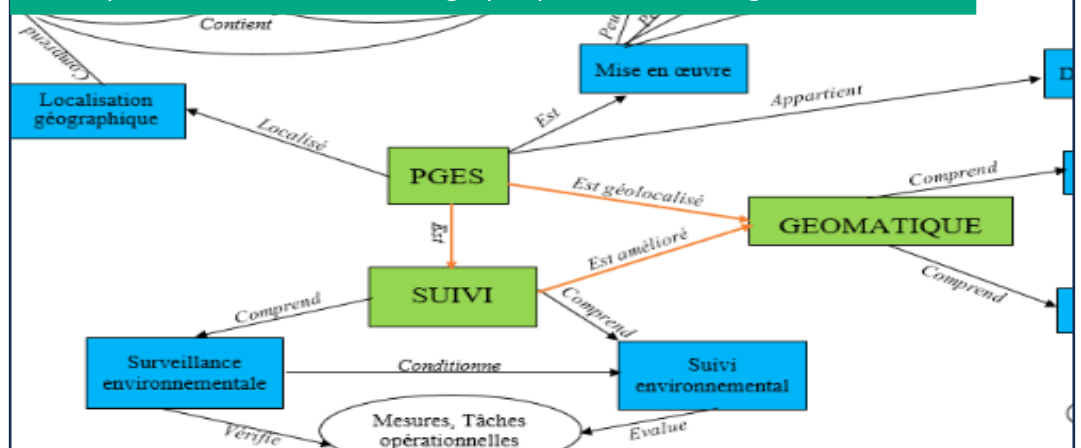 Contient
Comprend
Mise en œuvre
Appartient
Localisation
géographique
Localisé
Est
PGES
Comprend
Est géolocalisé
GEOMATIQUE
Est
Est amélioré
SUIVI
Comprend
Comprend
Comprend
Surveillance
environnementale
Conditionne
Suivi
environnemental
Mesures, Tâches
opérationnelles
Vérifie
Evalue